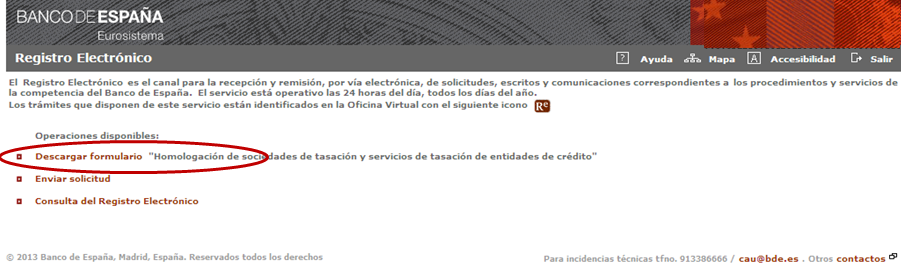 BANCO DE ESPAÑA
Eurosistema
Registro Electrónico ? Ayuda Mapa A Accesibilidad Salir
El Registro Electrónico es el canal para la recepción y remisión, por vía electrónica, de solicitudes, escritos y comunicaciones correspondientes a los procedimientos y servicios de
la competencia del Banco de España. El servicio está operativo las 24 horas del día, todos los días del año.
Los trámites que disponen de este servicio están identificados en la Oficina Virtual con el siguiente icono Re
Operaciones disponibles:
Descargar formulario "Homologación de sociedades de tasación y servicios de tasación de entidades de crédito"
Enviar solicitud
Consulta del Registro Electrónico
© 2013 Banco de España, Madrid, España. Reservados todos los derechos Para incidencias técnicas tfno. 913386666 / cau@bde.es . Otros contactos